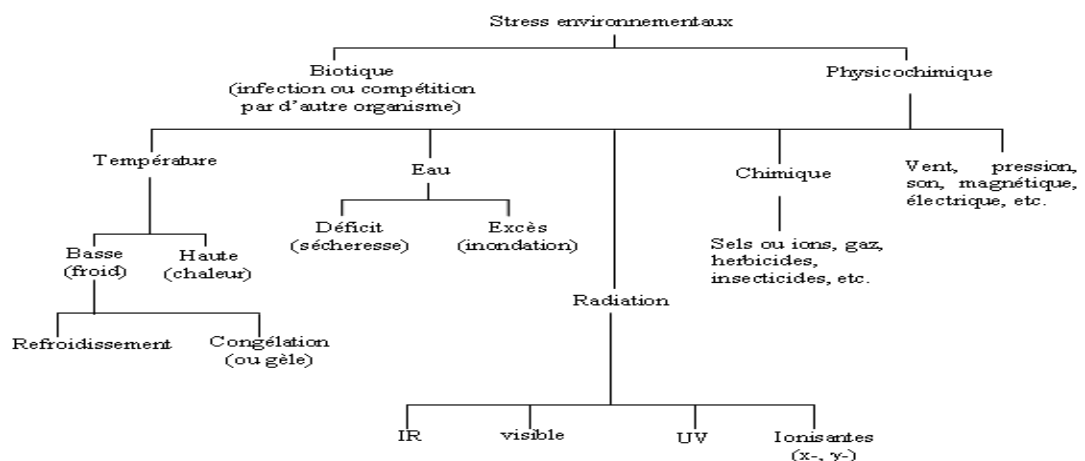 Stress environnementaux
Biotique
(infection ou compétition
par d'autre organisme)
Physicochimique
Température
Eau
Chimique
Vent, pression,
son, magnétique,
électrique, etc.
Déficit
(sécheresse)
Excès
(inondation)
Basse
(froid)
Haute
(chaleur)
Sels ou ions, gaz,
herbicides,
insecticides, etc.
Radiation
Refroidissement
Congélation
(ou gèle)
IR
visible
UV
Ionisantes
(x-, γ-)